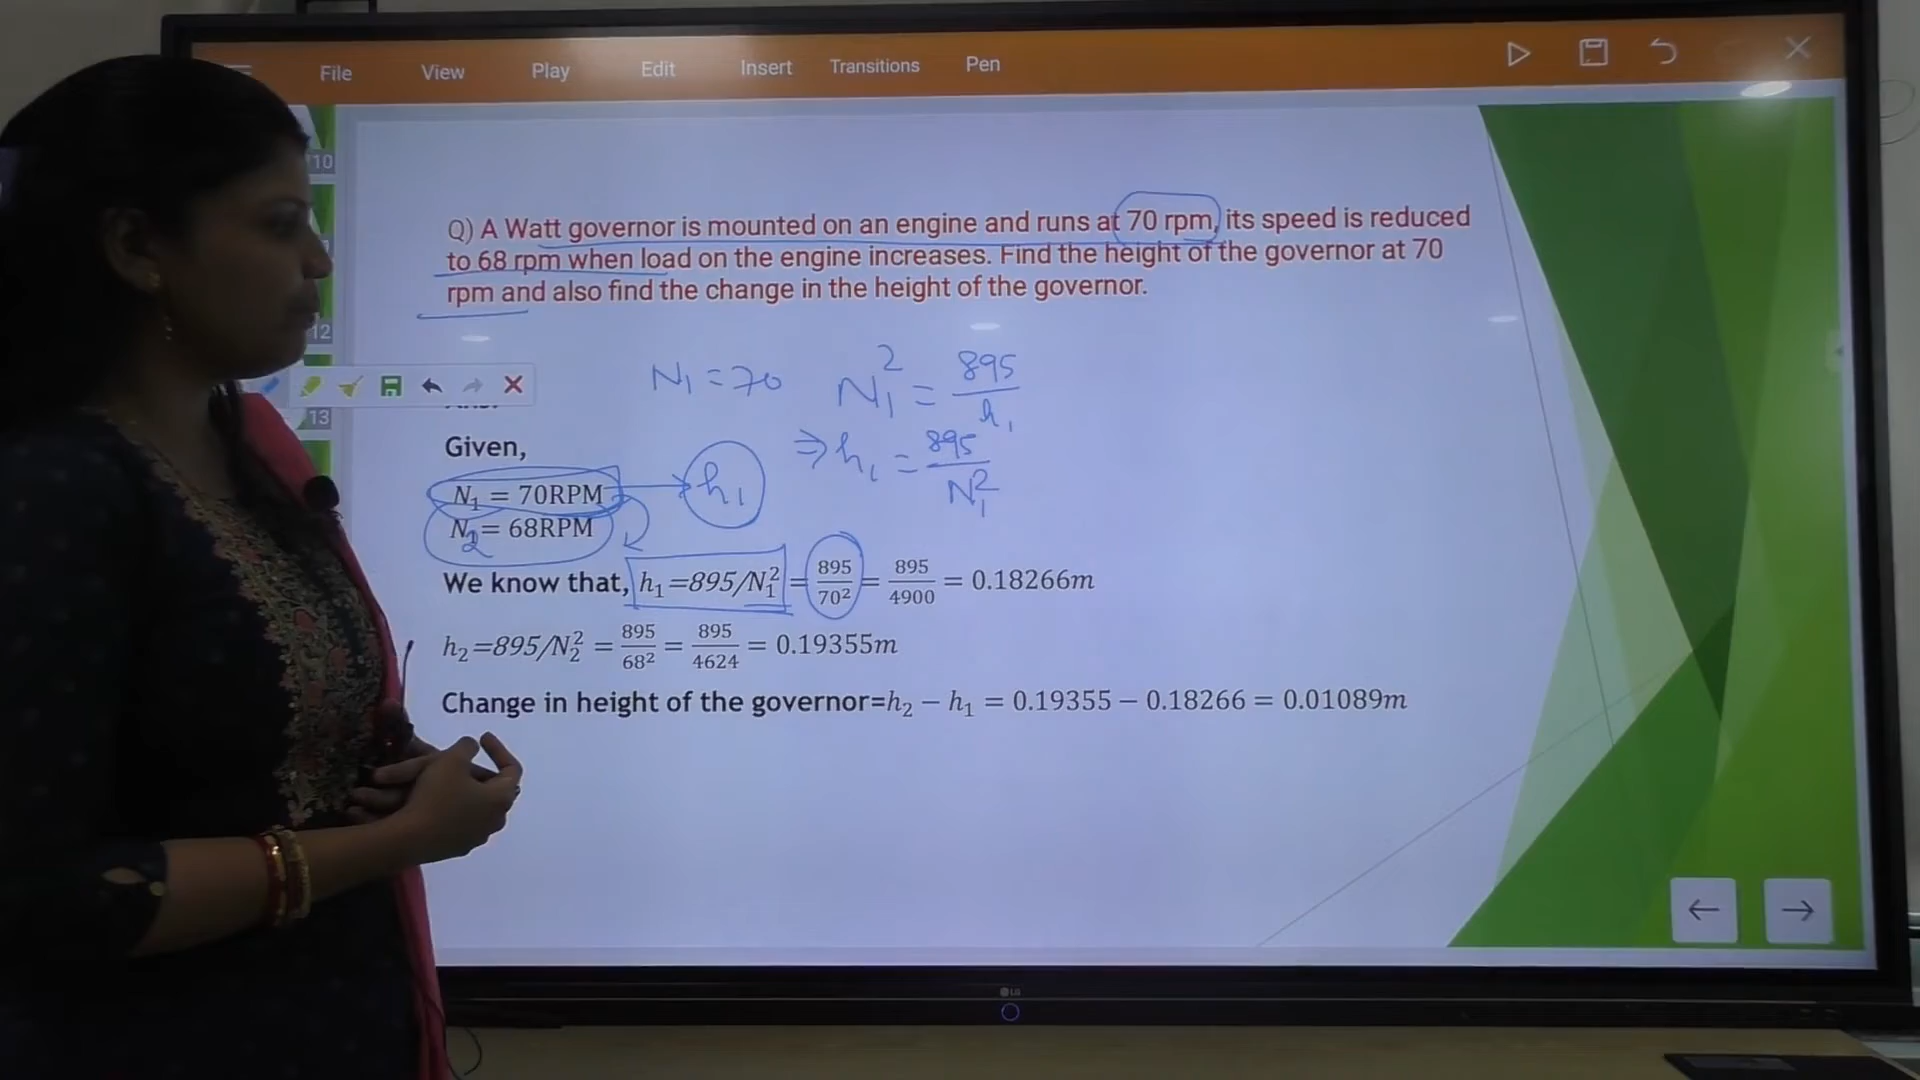 File View Play Edit Insert Transitions Pen
10
Q) A Watt governor is mounted on an engine and runs at 70 rpm, its speed is reduced
to 68 rpm when load on the engine increases. Find the height of the governor at 70
rpm and also find the change in the height of the governor.
12
N₁ = 70 N₁² = 895/h₁
13
⇒ h₁ = 895/N₁²
Given,
N₁ = 70RPM → h₁
N₂ = 68RPM
We know that, h₁=895/N₁² = 895/70² = 895/4900 = 0.18266m
h₂=895/N₂² = 895/68² = 895/4624 = 0.19355m
Change in height of the governor=h₂ − h₁ = 0.19355 − 0.18266 = 0.01089m
LG